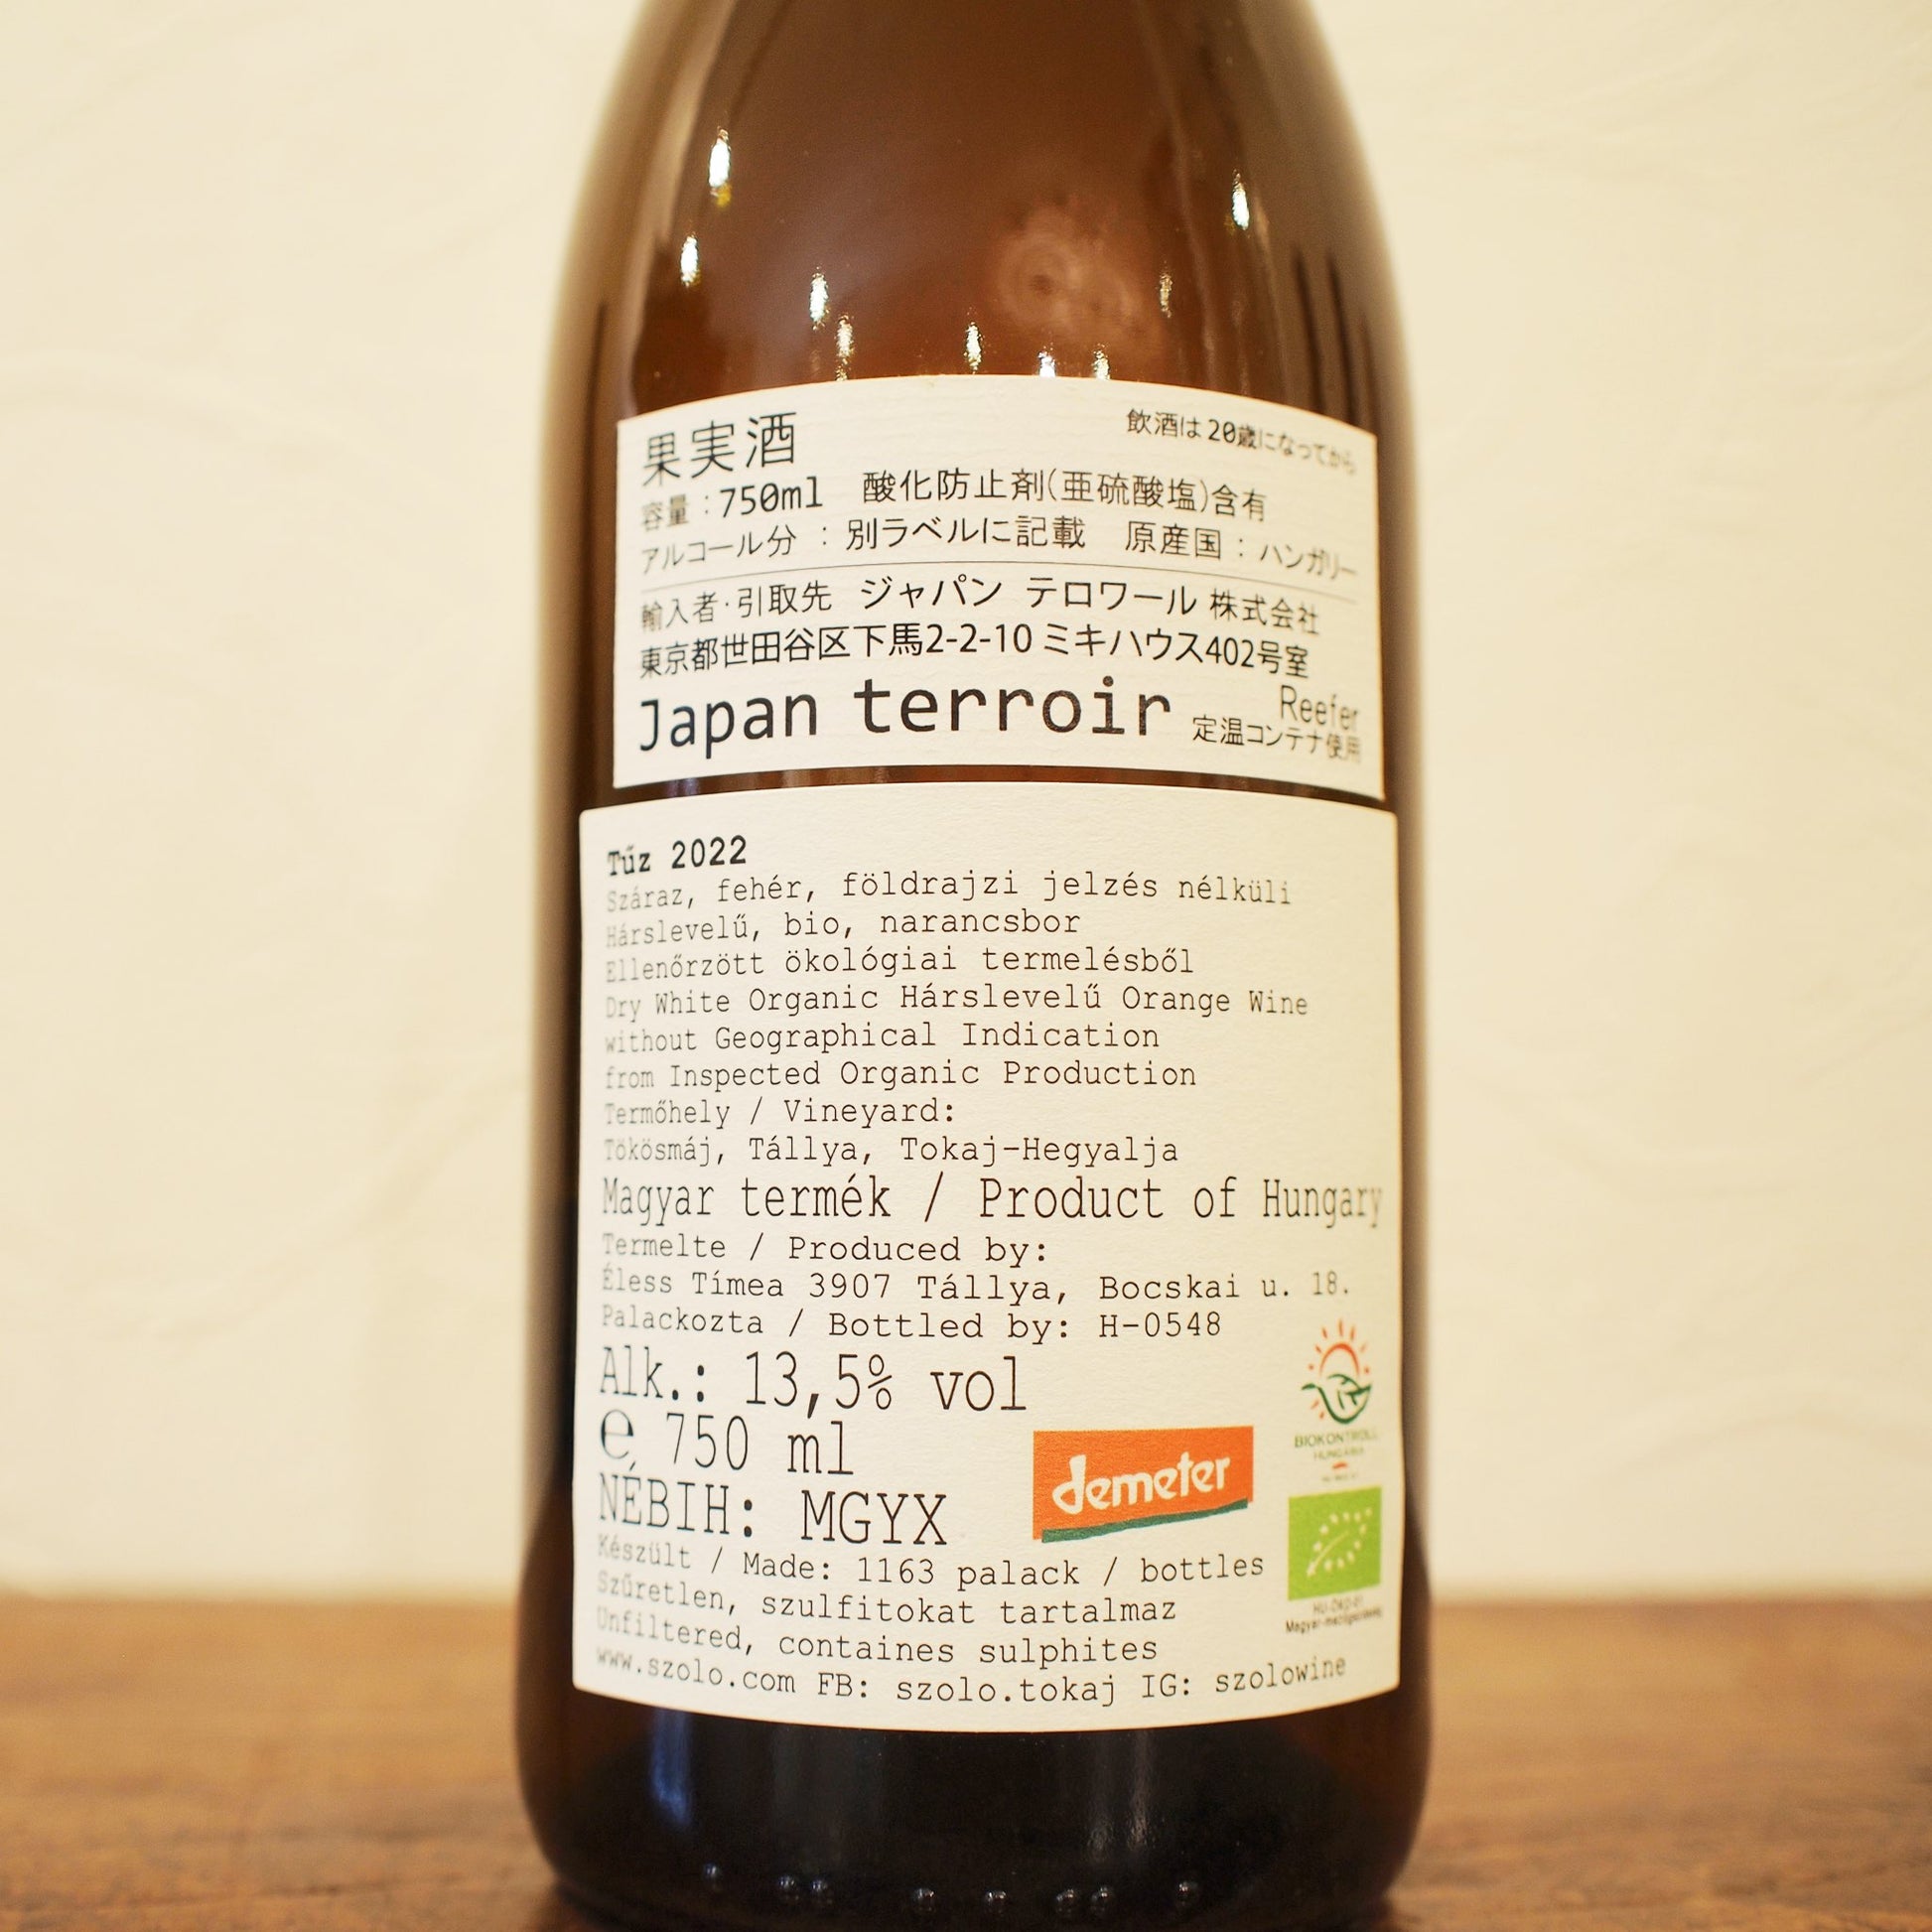 果実酒
飲酒は20歳になってから
容量：750ml 酸化防止剤(亜硫酸塩)含有
アルコール分：別ラベルに記載 原産国：ハンガリー
輸入者・引取先 ジャパン テロワール 株式会社
東京都世田谷区下馬2-2-10 ミキハウス402号室
Japan terroir
Reefer
定温コンテナ使用
Tűz 2022
Száraz, fehér, földrajzi jelzés nélküli
Hárslevelű, bio, narancsbor
Ellenőrzött ökológiai termelésből
Dry White Organic Hárslevelű Orange Wine
without Geographical Indication
from Inspected Organic Production
Termőhely / Vineyard:
Tökösmáj, Tállya, Tokaj-Hegyalja
Magyar termék / Product of Hungary
Termelte / Produced by:
Éless Tímea 3907 Tállya, Bocskai u. 18.
Palackozta / Bottled by: H-0548
Alk.: 13,5% vol
℮ 750 ml
NÉBIH: MGYX
demeter
BIOKONTROLL
HUNGÁRIA
HU-ÖKO-01
Magyar-mezőgazdaság
Készült / Made: 1163 palack / bottles
Szűretlen, szulfitokat tartalmaz
Unfiltered, containes sulphites
www.szolo.com FB: szolo.tokaj IG: szolowine